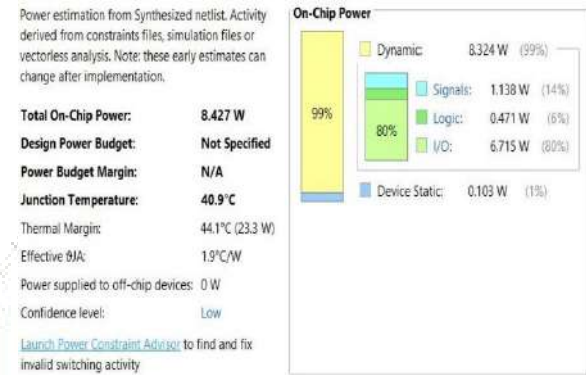 Power estimation from Synthesized netlist. Activity
derived from constraints files, simulation files or
vectorless analysis. Note: these early estimates can
change after implementation.
Total On-Chip Power: 8.427 W
Design Power Budget: Not Specified
Power Budget Margin: N/A
Junction Temperature: 40.9°C
Thermal Margin: 44.1°C (23.3 W)
Effective ϑJA: 1.9°C/W
Power supplied to off-chip devices: 0 W
Confidence level: Low
Launch Power Constraint Advisor to find and fix
invalid switching activity
On-Chip Power
Dynamic: 8.324 W (99%)
99%
80%
Signals: 1.138 W (14%)
Logic: 0.471 W (6%)
I/O: 6.715 W (80%)
Device Static: 0.103 W (1%)